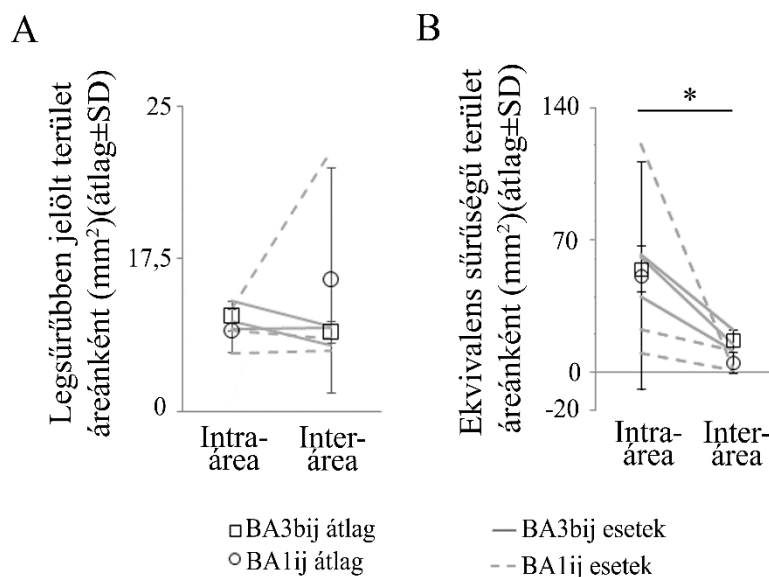 A
Legsűrűbben jelölt terület
áreánként (mm²)(átlag±SD)
25
17,5
0
Intra-
área
Inter-
área
B
Ekvivalens sűrűségű terület
áreánként (mm²)(átlag±SD)
140
70
0
-20
*
Intra-
área
Inter-
área
BA3bij átlag
BA3bij esetek
BA1ij átlag
BA1ij esetek